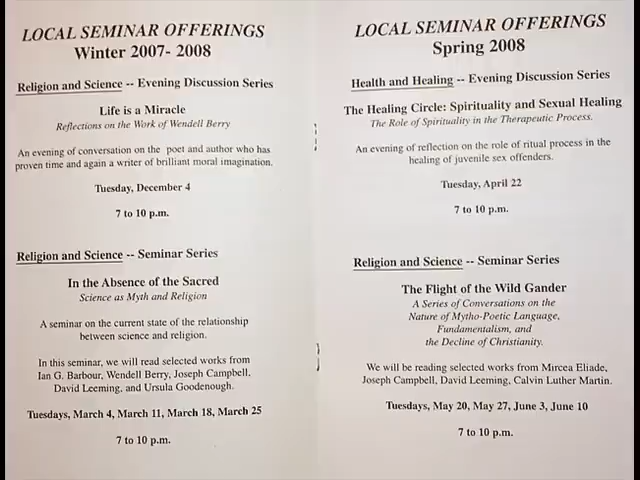 LOCAL SEMINAR OFFERINGS
Winter 2007- 2008
Religion and Science -- Evening Discussion Series
Life is a Miracle
Reflections on the Work of Wendell Berry
An evening of conversation on the poet and author who has
proven time and again a writer of brilliant moral imagination.
Tuesday, December 4
7 to 10 p.m.
Religion and Science -- Seminar Series
In the Absence of the Sacred
Science as Myth and Religion
A seminar on the current state of the relationship
between science and religion.
In this seminar, we will read selected works from
Ian G. Barbour, Wendell Berry, Joseph Campbell,
David Leeming, and Ursula Goodenough.
Tuesdays, March 4, March 11, March 18, March 25
7 to 10 p.m.
LOCAL SEMINAR OFFERINGS
Spring 2008
Health and Healing -- Evening Discussion Series
The Healing Circle: Spirituality and Sexual Healing
The Role of Spirituality in the Therapeutic Process.
An evening of reflection on the role of ritual process in the
healing of juvenile sex offenders.
Tuesday, April 22
7 to 10 p.m.
Religion and Science -- Seminar Series
The Flight of the Wild Gander
A Series of Conversations on the
Nature of Mytho-Poetic Language,
Fundamentalism, and
the Decline of Christianity.
We will be reading selected works from Mircea Eliade,
Joseph Campbell, David Leeming, Calvin Luther Martin.
Tuesdays, May 20, May 27, June 3, June 10
7 to 10 p.m.